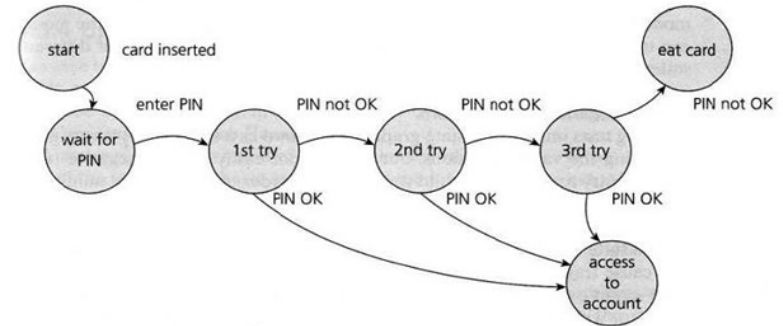 start
card inserted
eat card
enter PIN
PIN not OK
PIN not OK
PIN not OK
wait for
PIN
1st try
2nd try
3rd try
PIN OK
PIN OK
PIN OK
access
to
account